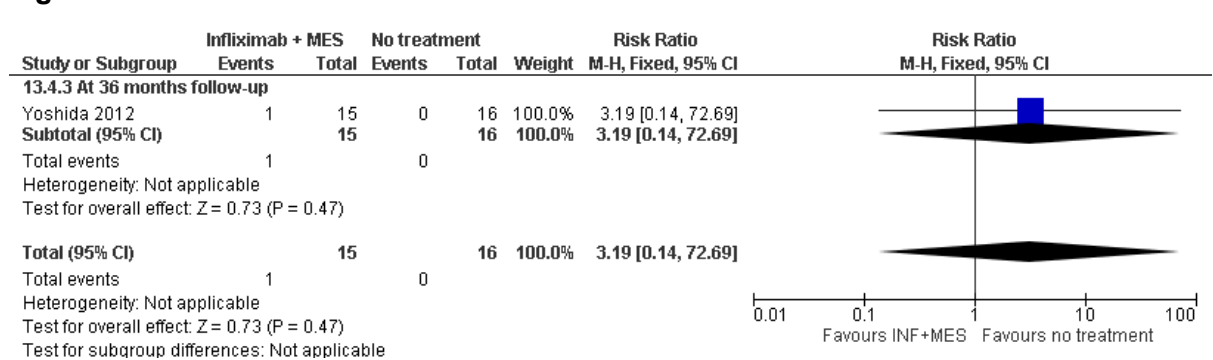 Infliximab + MES No treatment Risk Ratio Risk Ratio
Study or Subgroup Events Total Events Total Weight M-H, Fixed, 95% CI M-H, Fixed, 95% CI
13.4.3 At 36 months follow-up
Yoshida 2012 1 15 0 16 100.0% 3.19 [0.14, 72.69]
Subtotal (95% CI) 15 16 100.0% 3.19 [0.14, 72.69]
Total events 1 0
Heterogeneity: Not applicable
Test for overall effect: Z = 0.73 (P = 0.47)
Total (95% CI) 15 16 100.0% 3.19 [0.14, 72.69]
Total events 1 0
Heterogeneity: Not applicable
Test for overall effect: Z = 0.73 (P = 0.47)
Test for subgroup differences: Not applicable
0.01 0.1 1 10 100
Favours INF+MES Favours no treatment